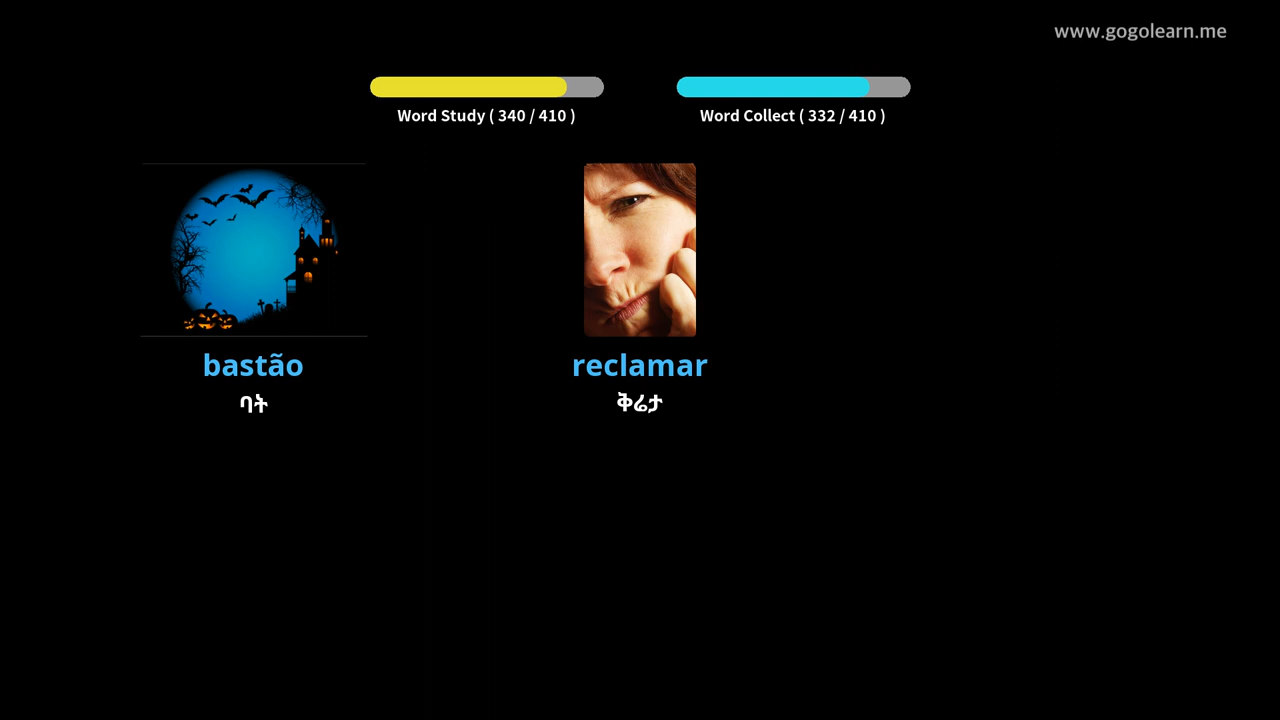 www.gogolearn.me
Word Study ( 340 / 410 )
Word Collect ( 332 / 410 )
bastão
ባት
reclamar
ቅሬታ